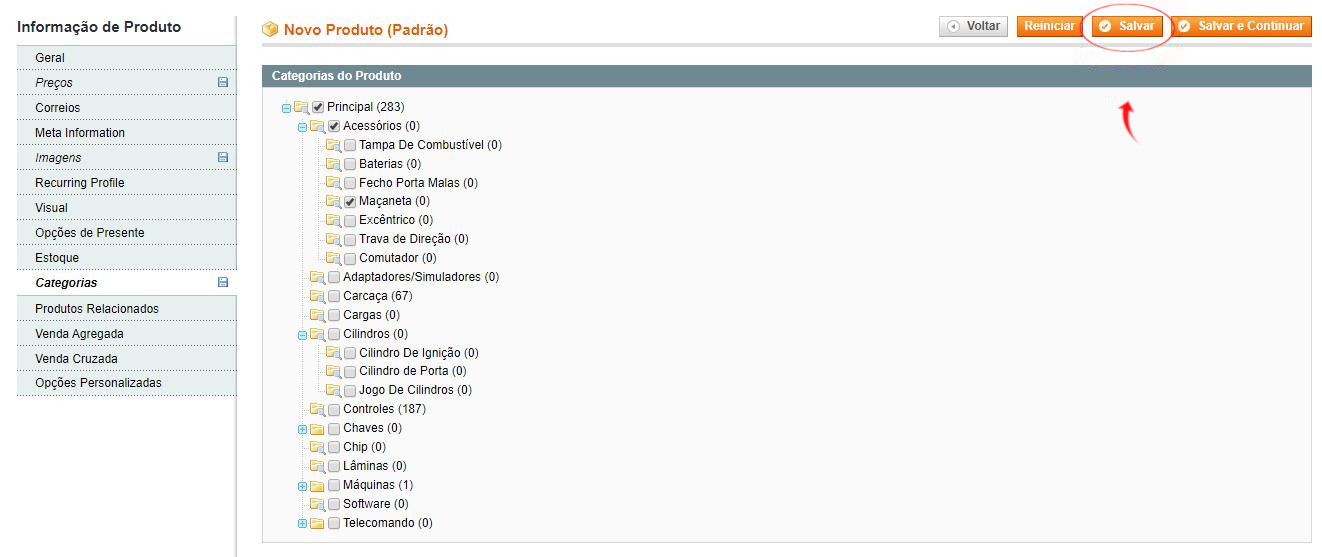 Informação de Produto
Geral
Preços
Correios
Meta Information
Imagens
Recurring Profile
Visual
Opções de Presente
Estoque
Categorias
Produtos Relacionados
Venda Agregada
Venda Cruzada
Opções Personalizadas
Novo Produto (Padrão)
Voltar
Reiniciar
Salvar
Salvar e Continuar
Categorias do Produto
Principal (283)
Acessórios (0)
Tampa De Combustível (0)
Baterias (0)
Fecho Porta Malas (0)
Maçaneta (0)
Excêntrico (0)
Trava de Direção (0)
Comutador (0)
Adaptadores/Simuladores (0)
Carcaça (67)
Cargas (0)
Cilindros (0)
Cilindro De Ignição (0)
Cilindro de Porta (0)
Jogo De Cilindros (0)
Controles (187)
Chaves (0)
Chip (0)
Lâminas (0)
Máquinas (1)
Software (0)
Telecomando (0)